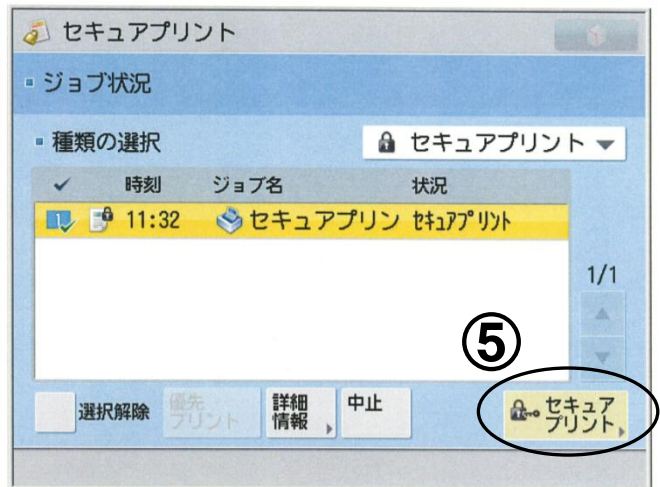 セキュアプリント
ジョブ状況
種類の選択
セキュアプリント
時刻 ジョブ名 状況
1 11:32 セキュアプリン ｾｷｭｱﾌﾟﾘﾝﾄ
1/1
⑤
選択解除
優先
プリント
詳細
情報
中止
セキュア
プリント